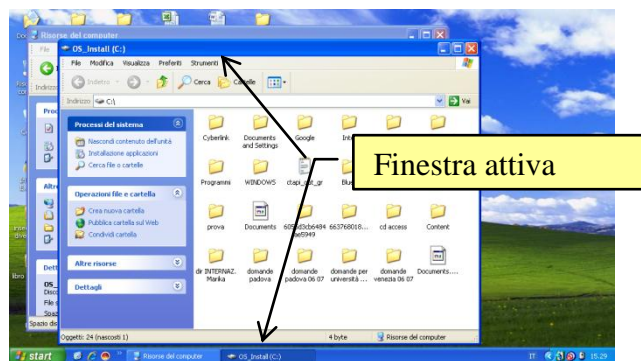 Risorse del computer
File
OS_Install (C:)
File Modifica Visualizza Preferiti Strumenti
Indietro Cerca Cartelle
Indirizzo C:\ Vai
Processi del sistema
Nascondi contenuto dell'unità
Installazione applicazioni
Cerca file o cartelle
Operazioni file e cartella
Crea nuova cartella
Pubblica cartella sul Web
Condividi cartella
Altre risorse
Dettagli
Cyberlink Documents and Settings Google
Programmi WINDOWS
prova Documents 663768018... cd access Content
dir INTERNAZ. Marika domande padova domande padova 06 07 domande per università ... domande venezia 06 07 Documents....
Finestra attiva
Oggetti: 24 (nascosti 1) 4 byte Risorse del computer
start Risorse del computer OS_Install (C:) IT 15.29